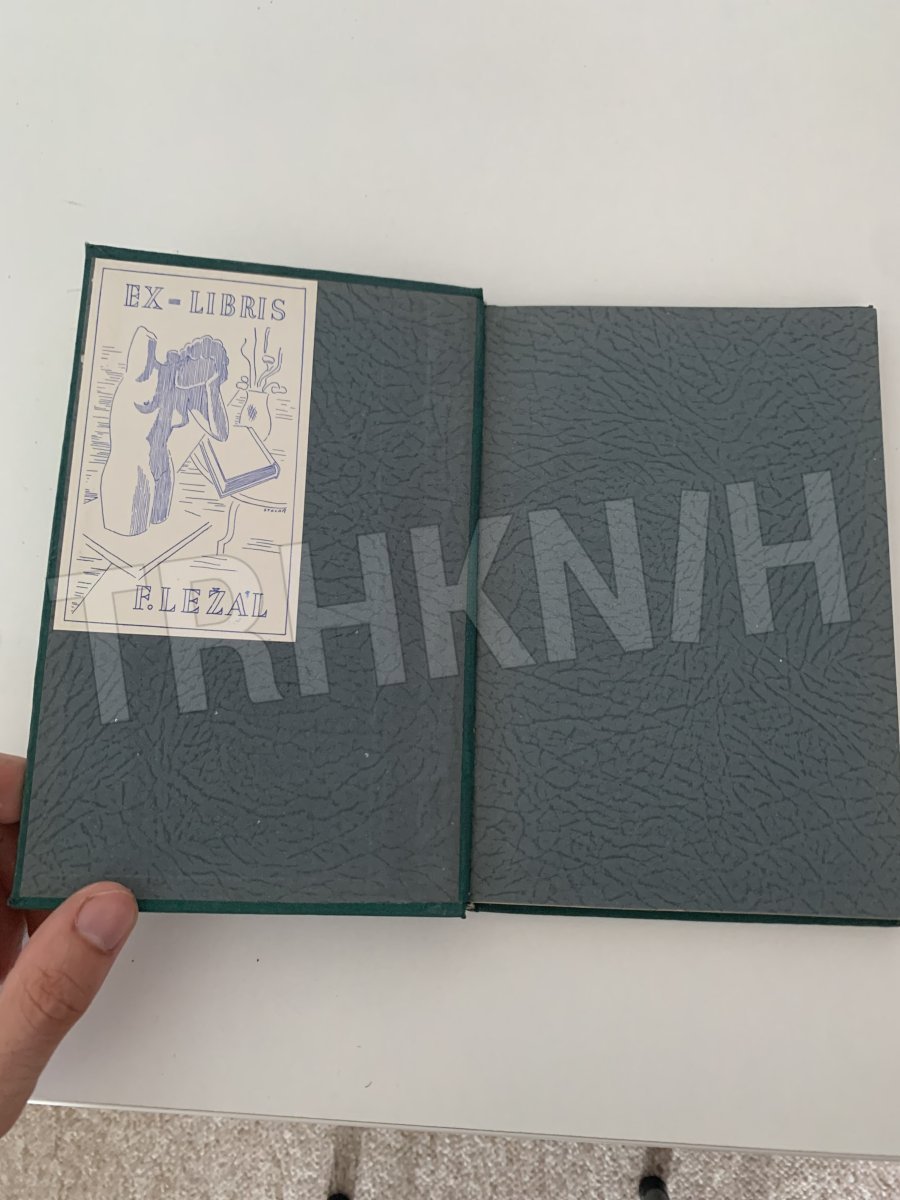 EX-LIBRIS
F. LEŽÁL
TRHKNIH